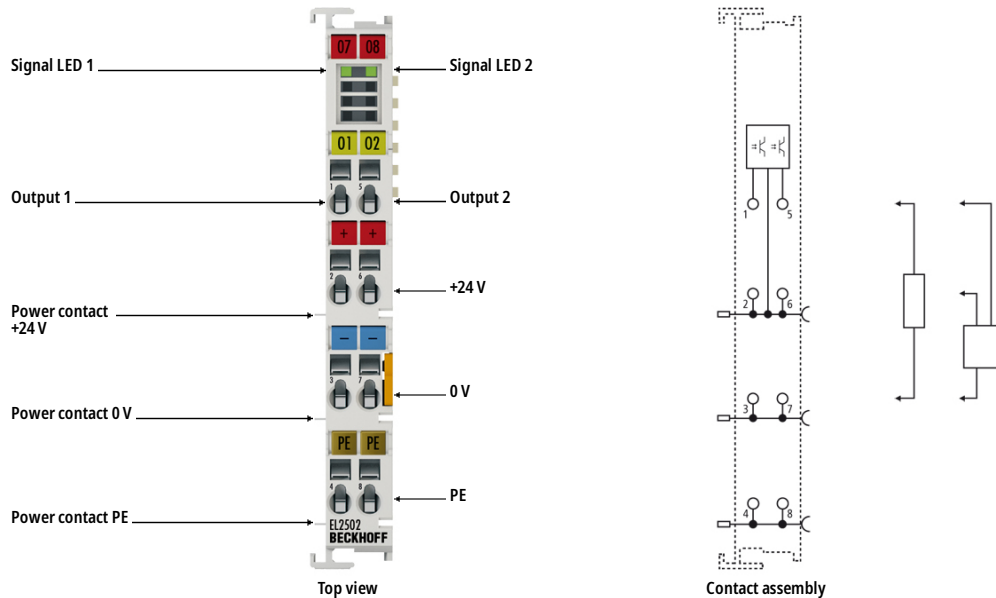 07 08
Signal LED 1
Signal LED 2
01 02
1 5
Output 1
Output 2
+ +
2 6
+24 V
Power contact
+24 V
− −
3 7
0 V
Power contact 0 V
PE PE
4 8
PE
Power contact PE
EL2502
BECKHOFF
Top view
1 5
2 6
3 7
4 8
Contact assembly